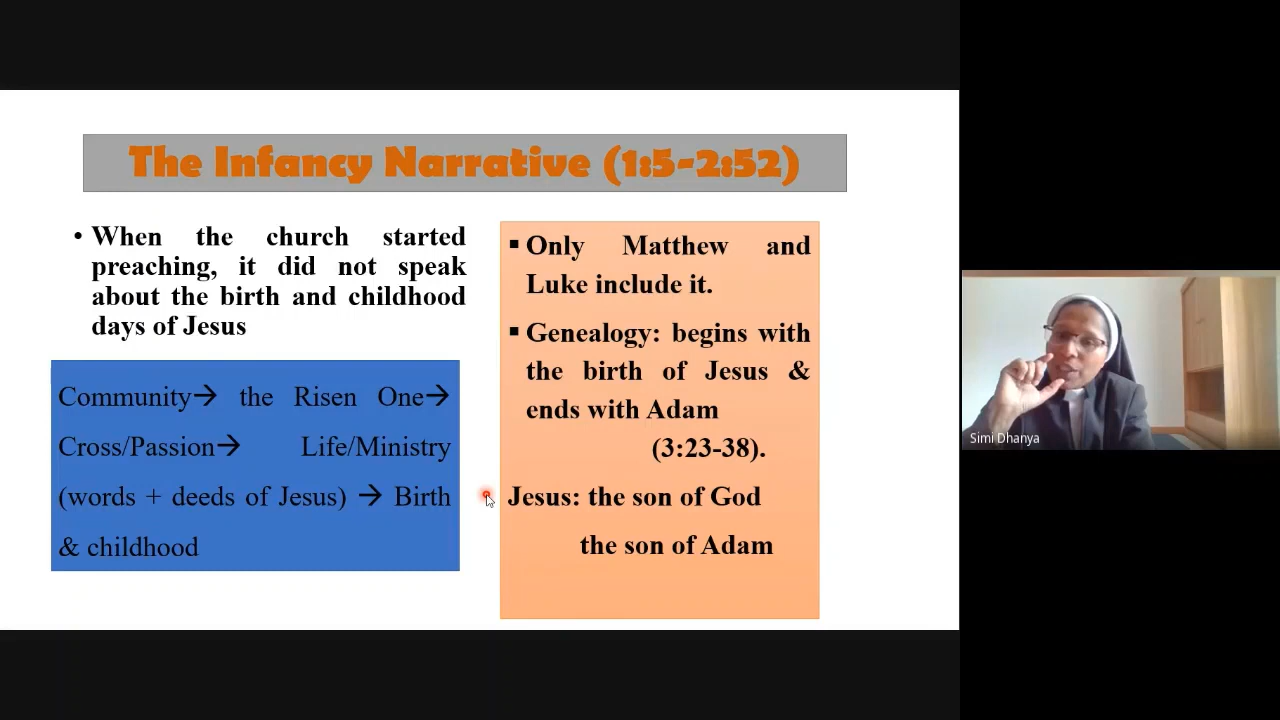 The Infancy Narrative (1:5-2:52)
• When the church started
preaching, it did not speak
about the birth and childhood
days of Jesus
Community→ the Risen One→
Cross/Passion→ Life/Ministry
(words + deeds of Jesus) → Birth
& childhood
▪ Only Matthew and
Luke include it.
▪ Genealogy: begins with
the birth of Jesus &
ends with Adam
(3:23-38).
Jesus: the son of God
the son of Adam
Simi Dhanya